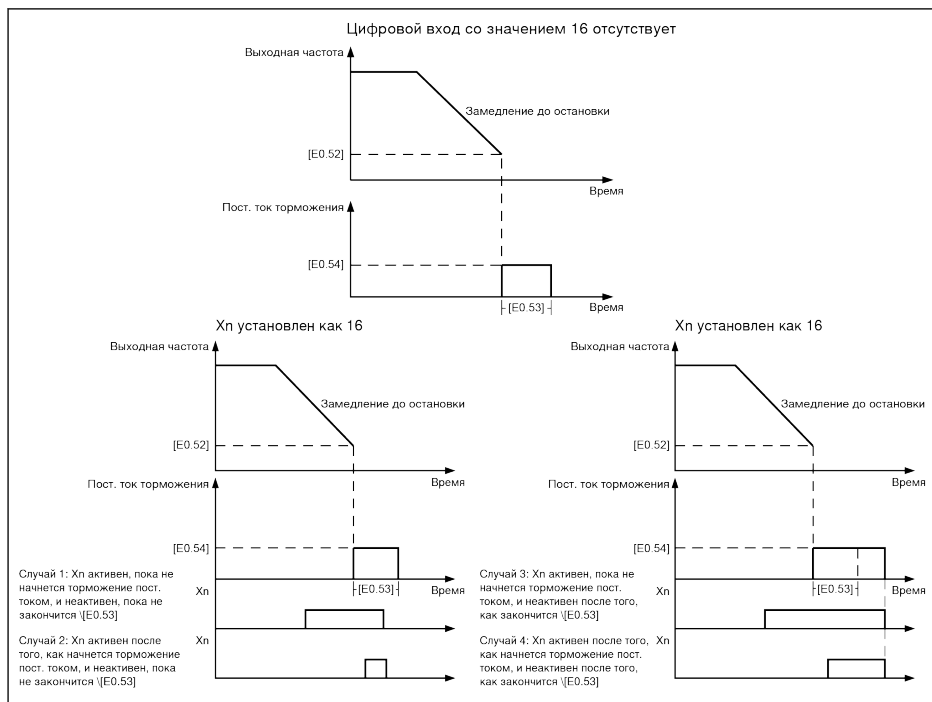 Цифровой вход со значением 16 отсутствует
Выходная частота
Замедление до остановки
[E0.52]
Время
Пост. ток торможения
[E0.54]
[E0.53]
Время
Xn установлен как 16
Выходная частота
Замедление до остановки
[E0.52]
Время
Пост. ток торможения
[E0.54]
[E0.53]
Время
Случай 1: Xn активен, пока не
начнется торможение пост.
током, и неактивен, пока не
закончится \[E0.53]
Xn
Случай 2: Xn активен после
того, как начнется торможение
пост. током, и неактивен, пока
не закончится \[E0.53]
Xn
Xn установлен как 16
Выходная частота
Замедление до остановки
[E0.52]
Время
Пост. ток торможения
[E0.54]
[E0.53]
Время
Случай 3: Xn активен, пока не
начнется торможение пост.
током, и неактивен после того,
как закончится \[E0.53]
Xn
Случай 4: Xn активен после того,
как начнется торможение пост.
током, и неактивен после того,
как закончится \[E0.53]
Xn